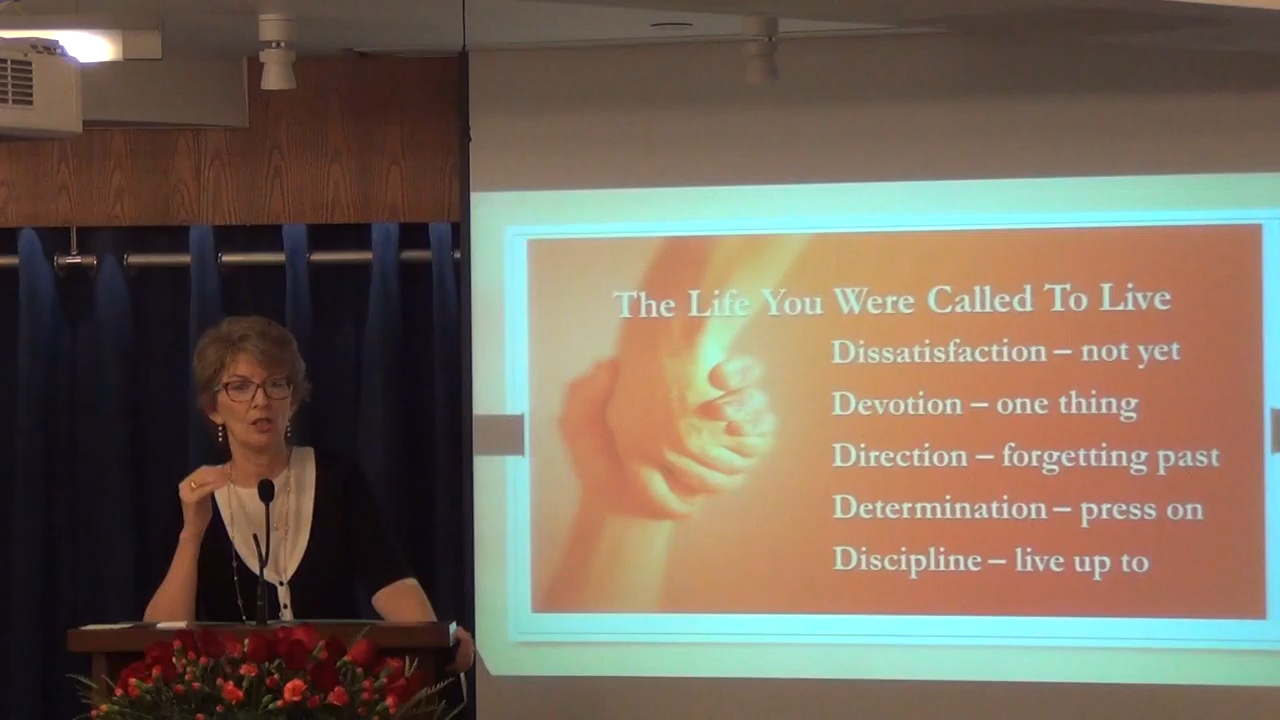 The Life You Were Called To Live
Dissatisfaction – not yet
Devotion – one thing
Direction – forgetting past
Determination – press on
Discipline – live up to